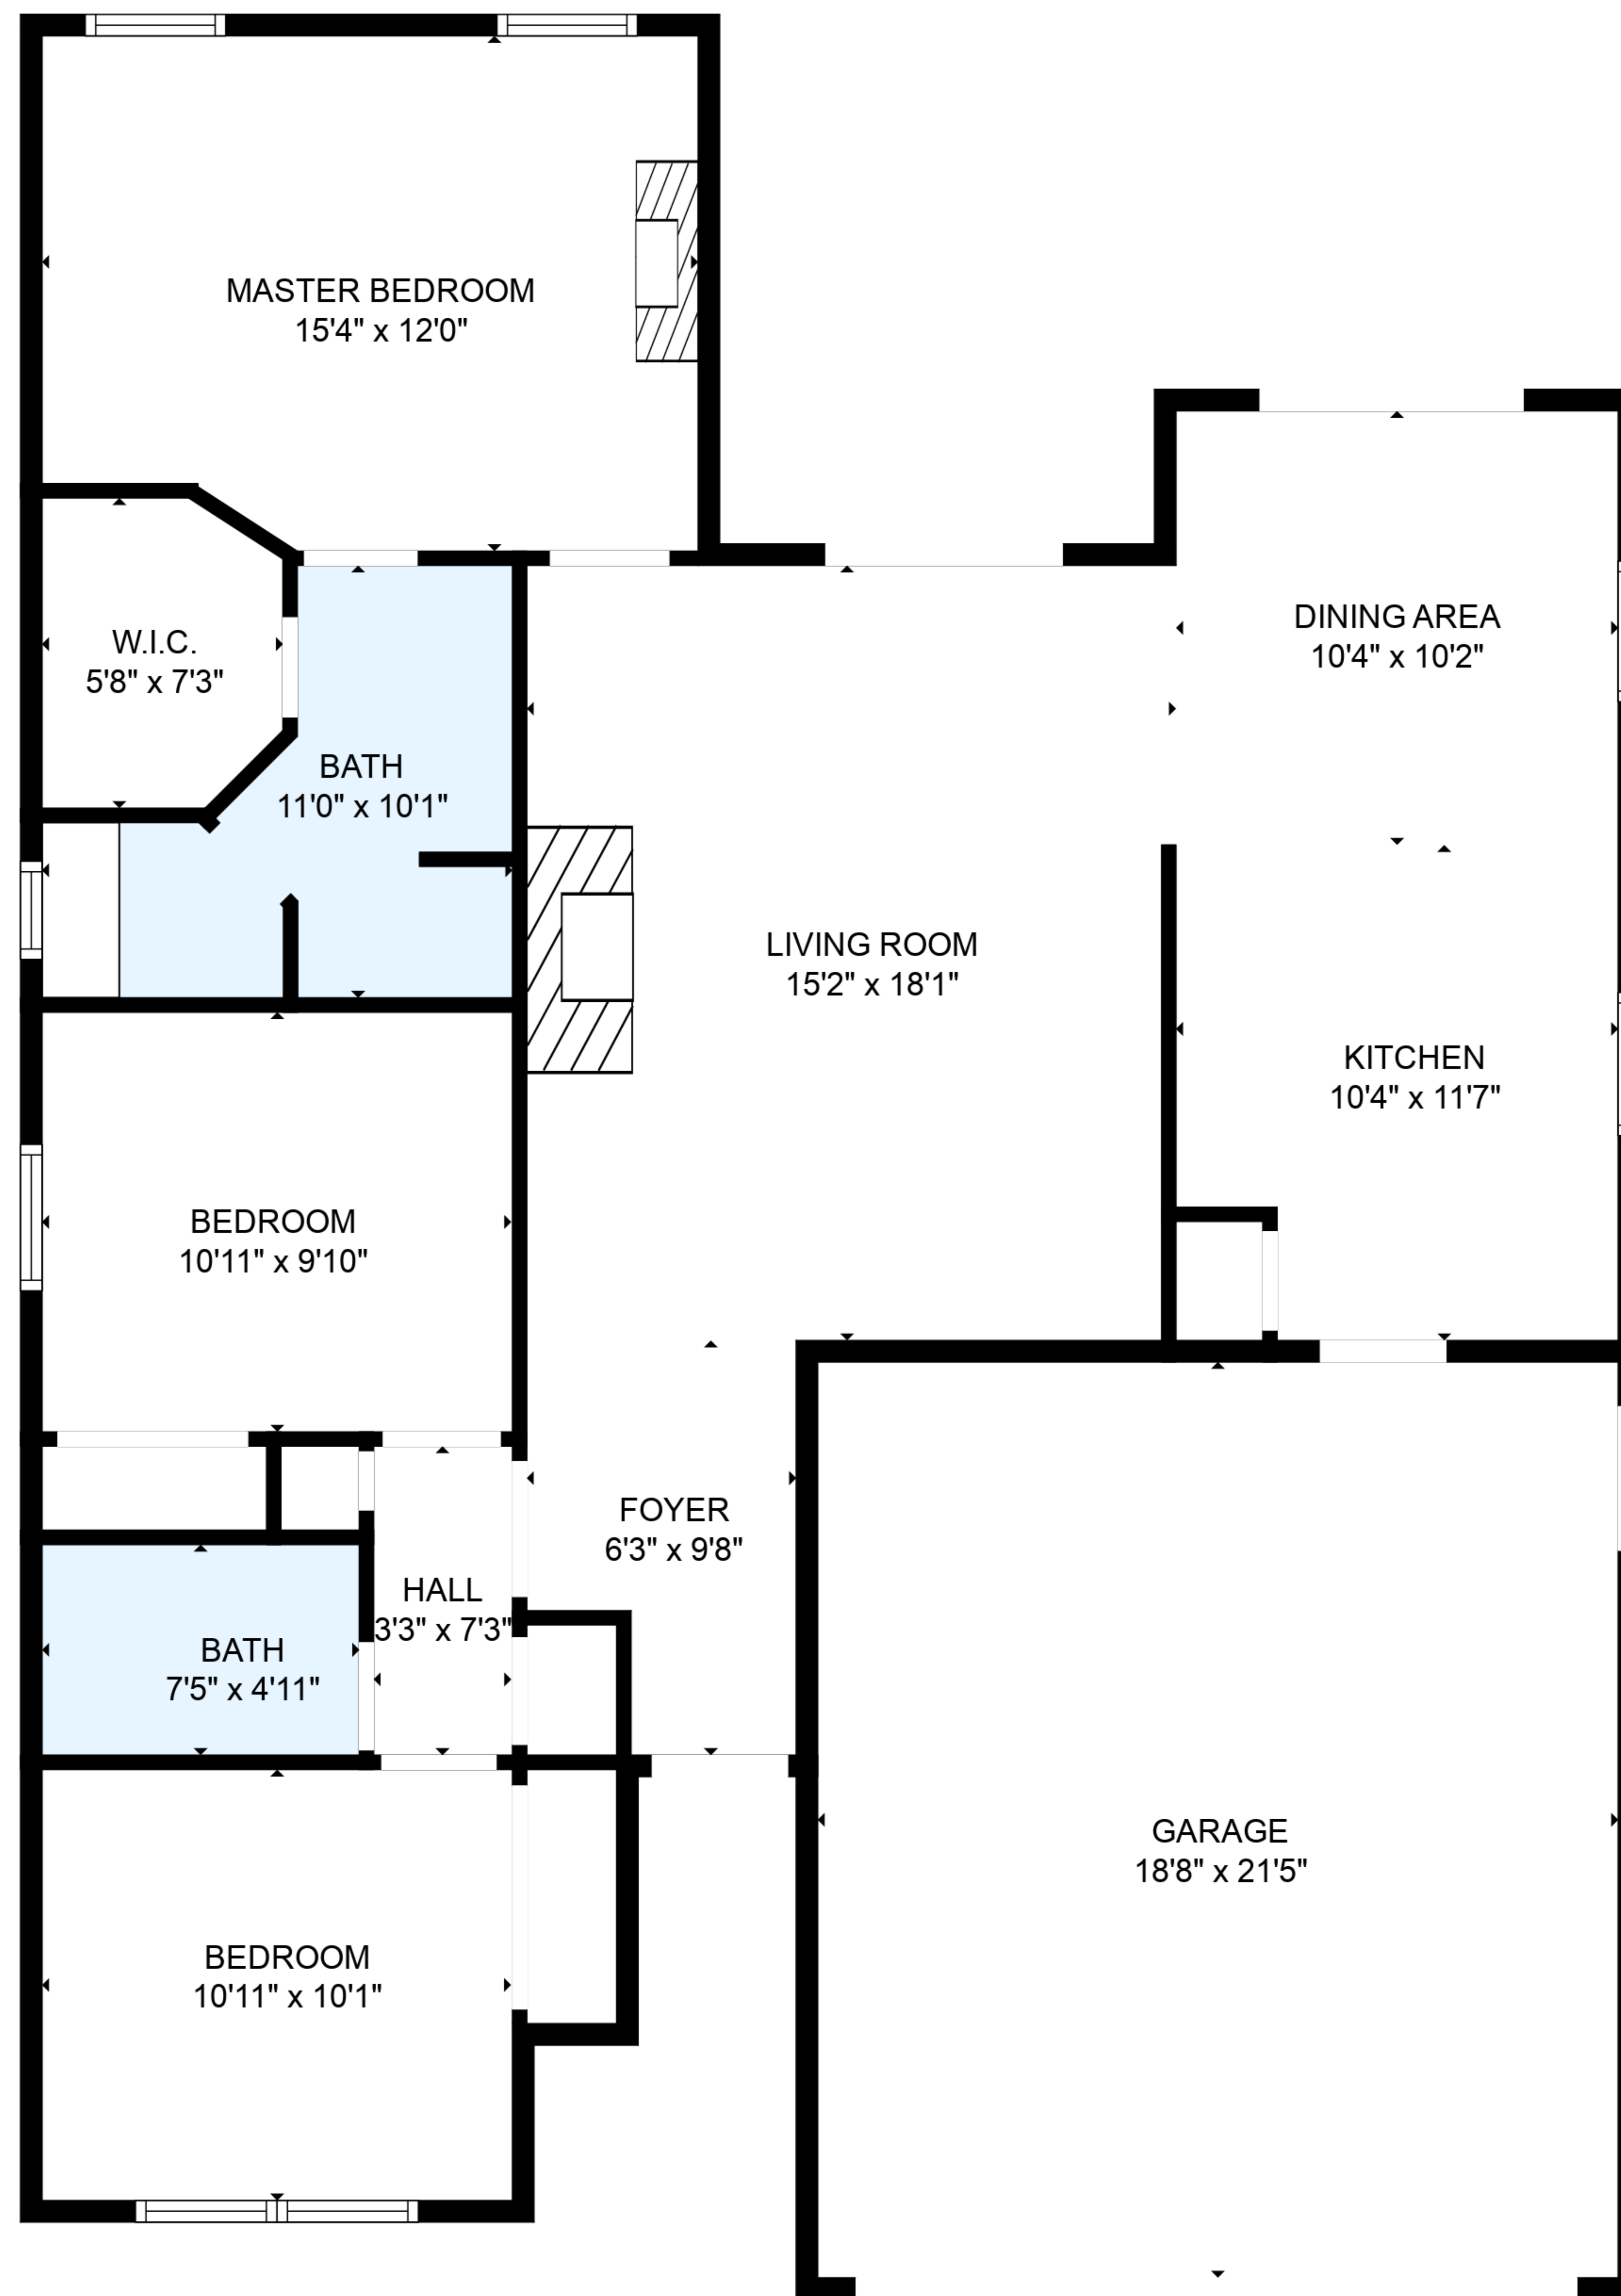 MASTER BEDROOM
15'4" x 12'0"
W.I.C.
5'8" x 7'3"
DINING AREA
10'4" x 10'2"
BATH
11'0" x 10'1"
LIVING ROOM
15'2" x 18'1"
KITCHEN
10'4" x 11'7"
BEDROOM
10'11" x 9'10"
FOYER
6'3" x 9'8"
HALL
3'3" x 7'3"
BATH
7'5" x 4'11"
GARAGE
18'8" x 21'5"
BEDROOM
10'11" x 10'1"